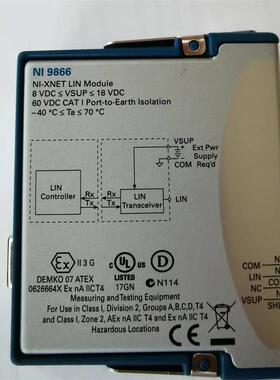 NI 9866
NI-XNET LIN Module
8 VDC ≤ VSUP ≤ 18 VDC
60 VDC CAT I Port-to-Earth Isolation
-40 °C ≤ Ta ≤ 70 °C
VSUP
Ext Pwr
Supply
Req'd
COM
LIN
Controller
Rx
Tx
Rx
Tx
LIN
Transceiver
LIN
Ex II 3 G
DEMKO 07 ATEX
0626664X Ex nA IIC T4
c UL US
LISTED
17GN
N114
Measuring and Testing Equipment
For Use in Class I, Division 2, Groups A,B,C,D, T4
and Class I, Zone 2, AEx nA IIC T4 and Ex nA IIC T4
Hazardous Locations
COM
LIN
NC
VSUP